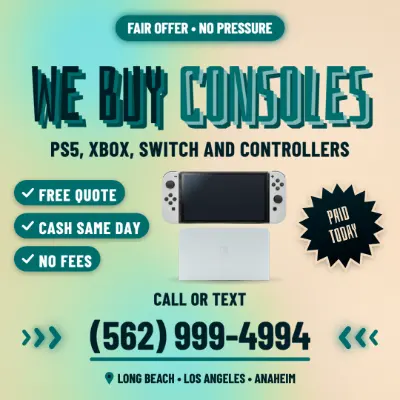 FAIR OFFER • NO PRESSURE
WE BUY CONSOLES
PS5, XBOX, SWITCH AND CONTROLLERS
FREE QUOTE
CASH SAME DAY
NO FEES
PAID
TODAY
CALL OR TEXT
(562) 999-4994
LONG BEACH • LOS ANGELES • ANAHEIM